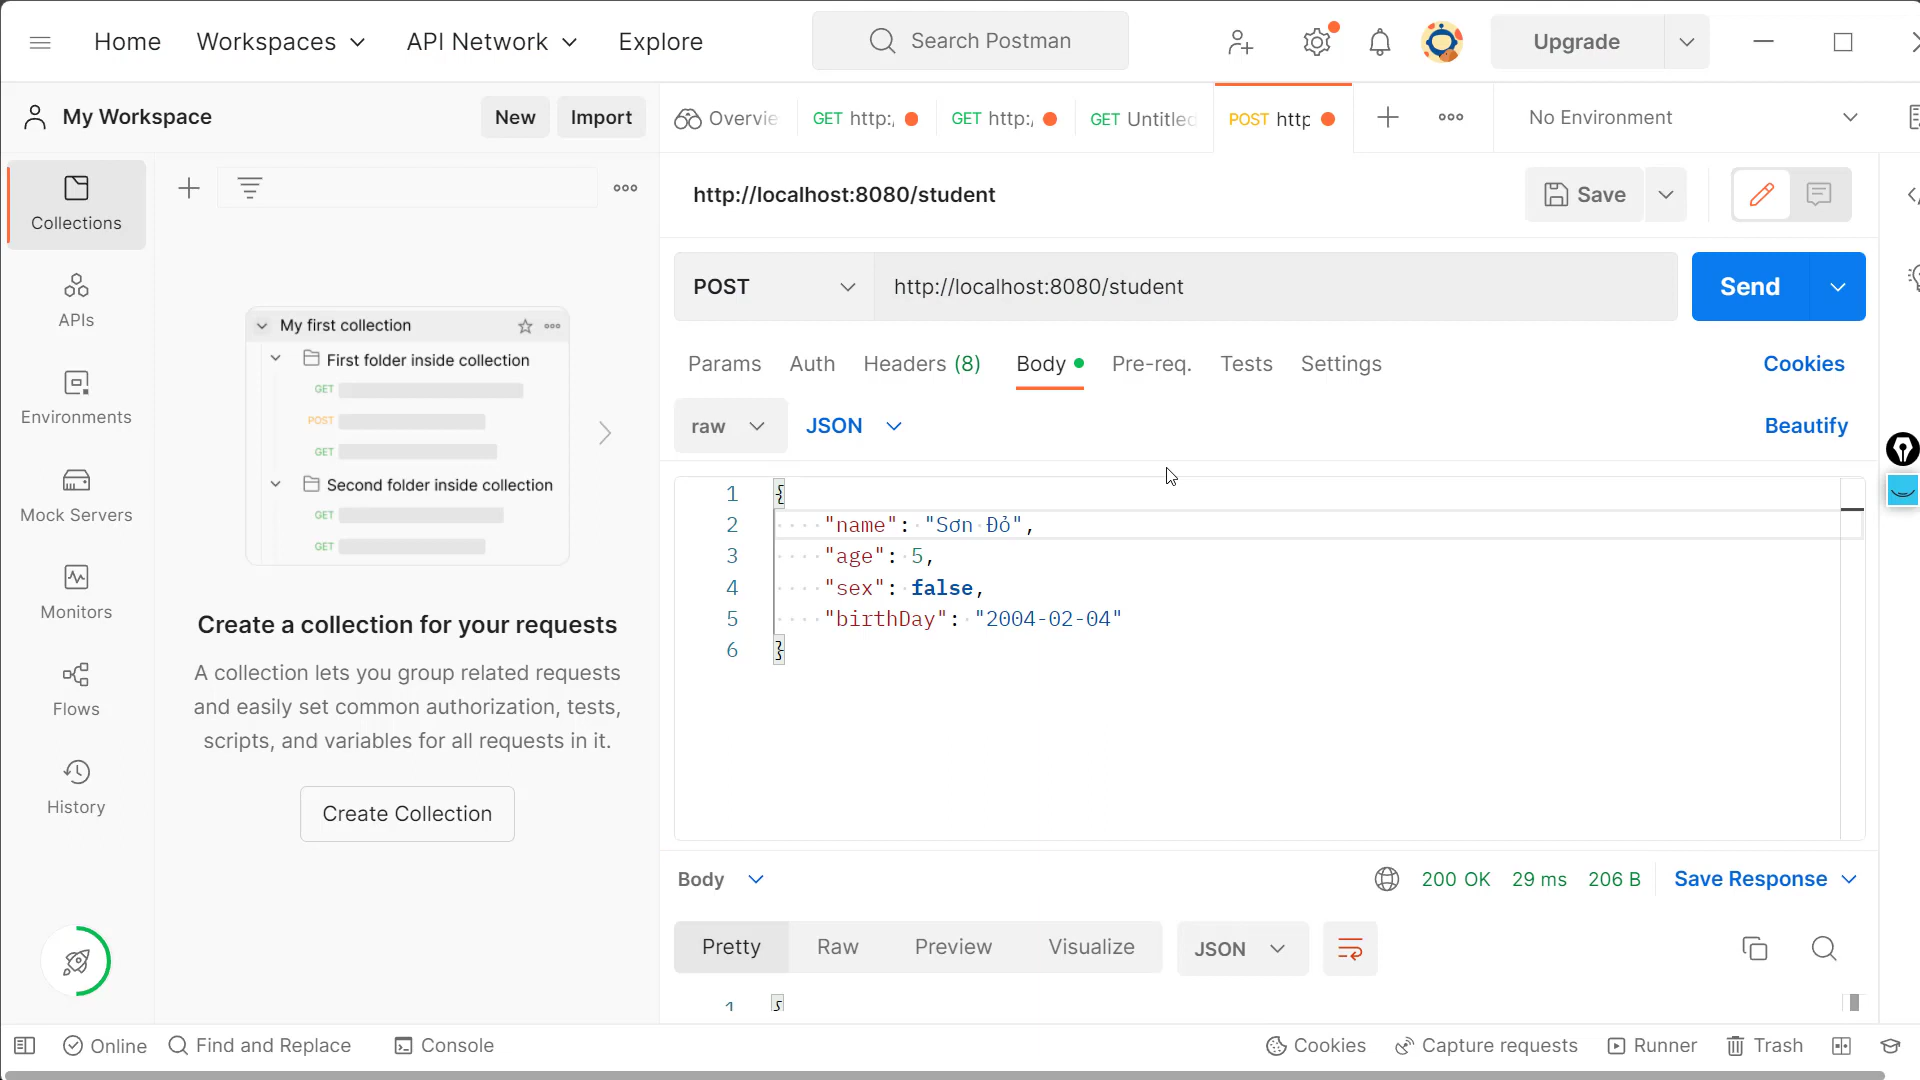 Home Workspaces API Network Explore Search Postman Upgrade
My Workspace New Import Overvie GET http:/ GET http:/ GET Untitled POST http No Environment
Collections
APIs
Environments
Mock Servers
Monitors
Flows
History
My first collection
First folder inside collection
GET
POST
GET
Second folder inside collection
GET
GET
Create a collection for your requests
A collection lets you group related requests
and easily set common authorization, tests,
scripts, and variables for all requests in it.
Create Collection
http://localhost:8080/student Save
POST http://localhost:8080/student Send
Params Auth Headers (8) Body Pre-req. Tests Settings Cookies
raw JSON Beautify
1 {
2 "name": "Sơn Đỏ",
3 "age": 5,
4 "sex": false,
5 "birthDay": "2004-02-04"
6 }
Body 200 OK 29 ms 206 B Save Response
Pretty Raw Preview Visualize JSON
1 {
Online Find and Replace Console Cookies Capture requests Runner Trash